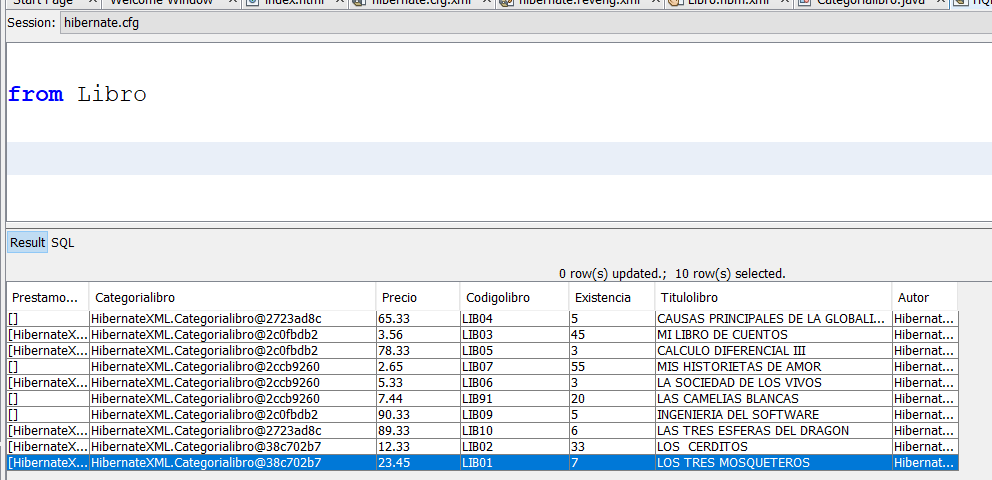 Start Page Welcome Window index.html hibernate.cfg.xml hibernate.reveng.xml Libro.hbm.xml Categorialibro.java HQL
Session: hibernate.cfg
from Libro
Result SQL
0 row(s) updated.; 10 row(s) selected.
Prestamo... Categorialibro Precio Codigolibro Existencia Titulolibro Autor
[] HibernateXML.Categorialibro@2723ad8c 65.33 LIB04 5 CAUSAS PRINCIPALES DE LA GLOBALI... Hibernat...
[HibernateX... HibernateXML.Categorialibro@2c0fbdb2 3.56 LIB03 45 MI LIBRO DE CUENTOS Hibernat...
[HibernateX... HibernateXML.Categorialibro@2c0fbdb2 78.33 LIB05 3 CALCULO DIFERENCIAL III Hibernat...
[] HibernateXML.Categorialibro@2ccb9260 2.65 LIB07 55 MIS HISTORIETAS DE AMOR Hibernat...
[HibernateX... HibernateXML.Categorialibro@2ccb9260 5.33 LIB06 3 LA SOCIEDAD DE LOS VIVOS Hibernat...
[] HibernateXML.Categorialibro@2ccb9260 7.44 LIB91 20 LAS CAMELIAS BLANCAS Hibernat...
[] HibernateXML.Categorialibro@2c0fbdb2 90.33 LIB09 5 INGENIERIA DEL SOFTWARE Hibernat...
[HibernateX... HibernateXML.Categorialibro@2723ad8c 89.33 LIB10 6 LAS TRES ESFERAS DEL DRAGON Hibernat...
[HibernateX... HibernateXML.Categorialibro@38c702b7 12.33 LIB02 33 LOS  CERDITOS Hibernat...
[HibernateX... HibernateXML.Categorialibro@38c702b7 23.45 LIB01 7 LOS TRES MOSQUETEROS Hibernat...